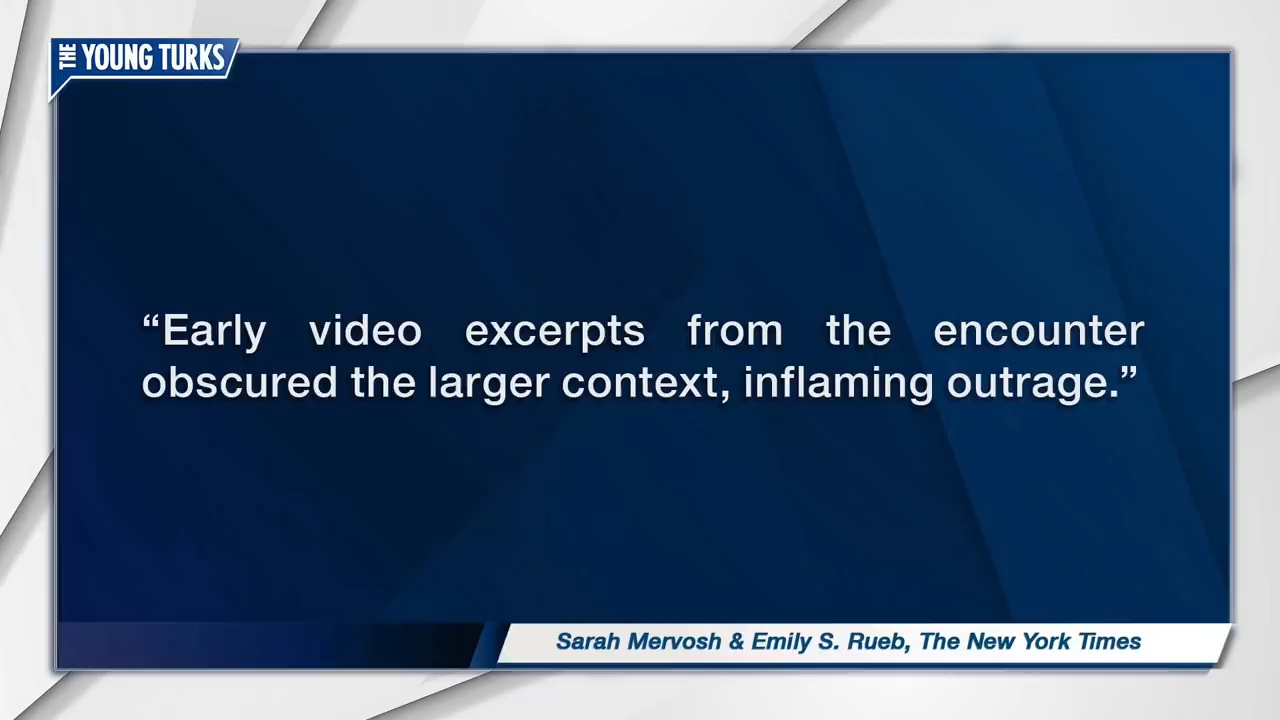 THE YOUNG TURKS
“Early video excerpts from the encounter
obscured the larger context, inflaming outrage.”
Sarah Mervosh & Emily S. Rueb, The New York Times